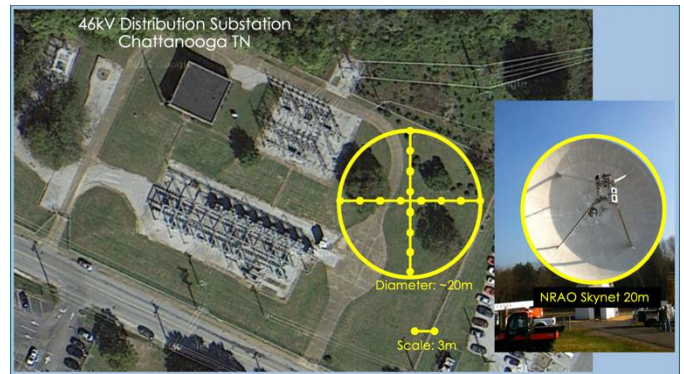 46kV Distribution Substation
Chattanooga TN
Diameter: ~20m
NRAO Skynet 20m
Scale: 3m